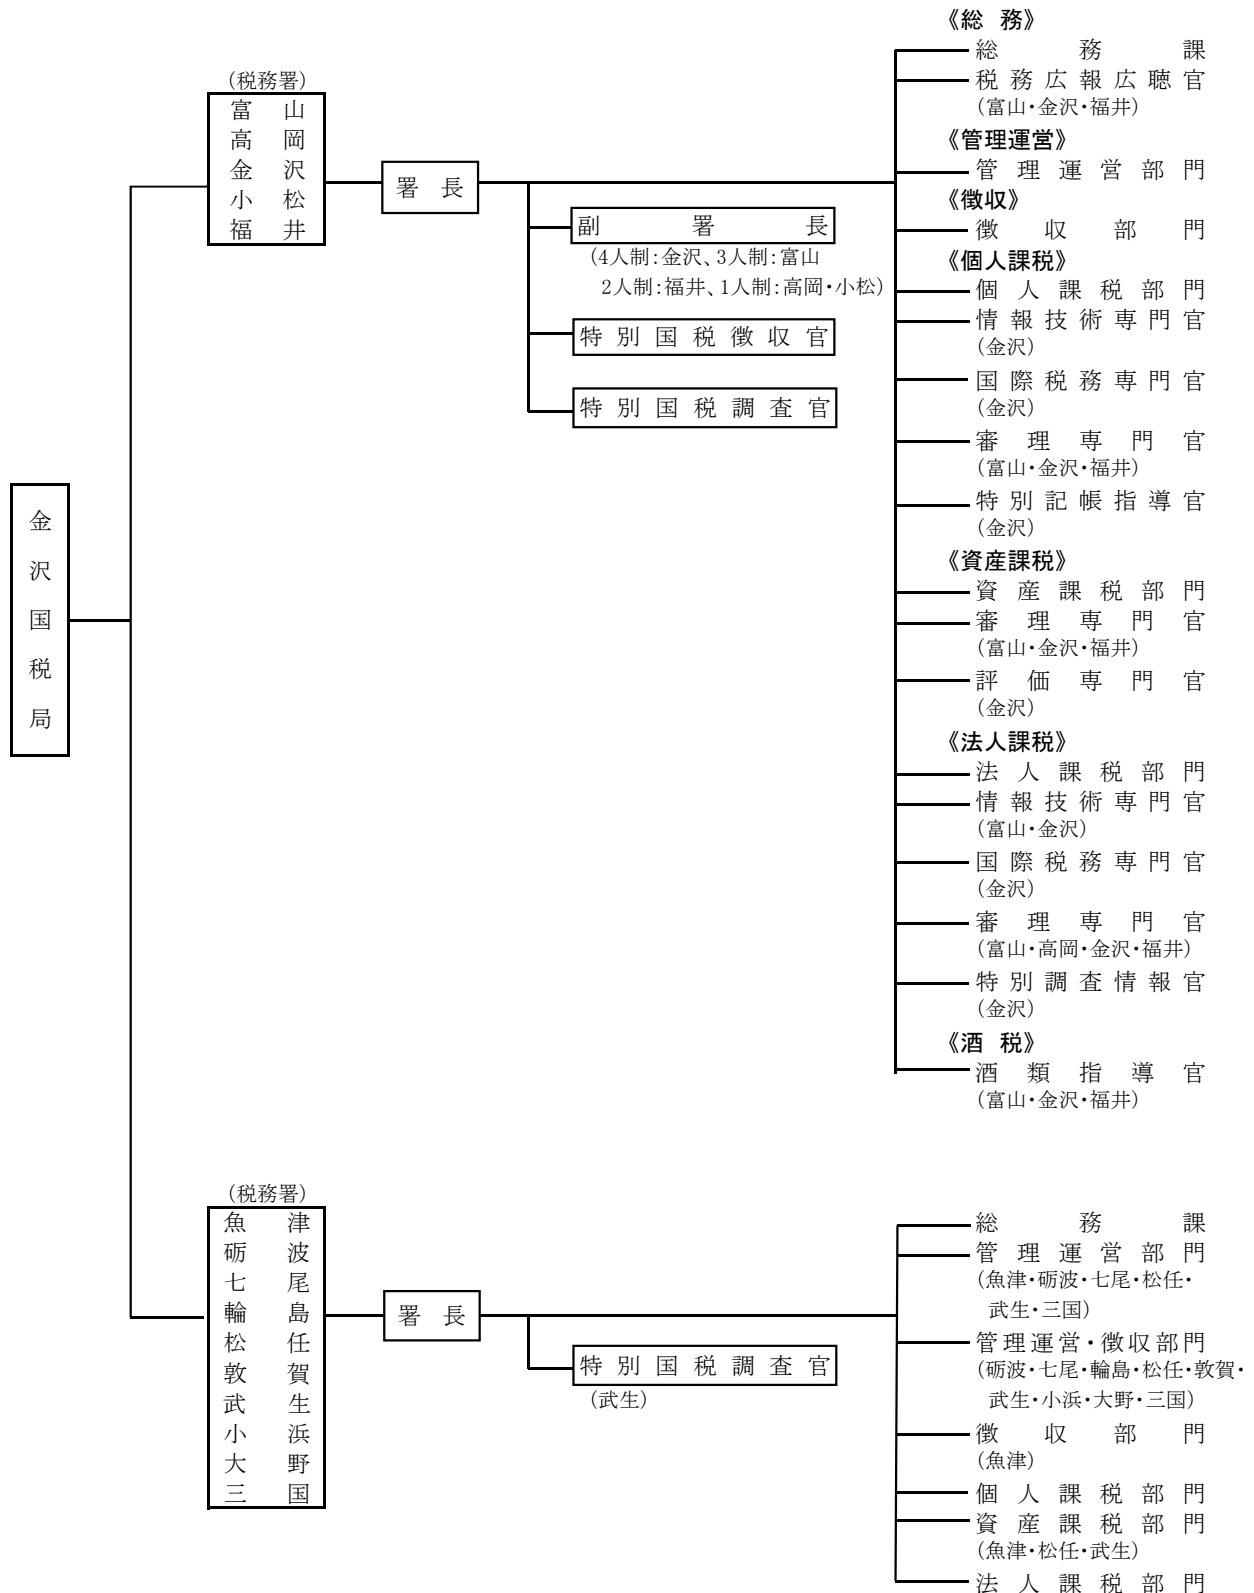 金沢国税局
(税務署)
富山
高岡
金沢
小松
福井
署長
副署長
(4人制:金沢、3人制:富山
2人制:福井、1人制:高岡・小松)
特別国税徴収官
特別国税調査官
《総 務》
総務課
税務広報広聴官
(富山・金沢・福井)
《管理運営》
管理運営部門
《徴収》
徴収部門
《個人課税》
個人課税部門
情報技術専門官
(金沢)
国際税務専門官
(金沢)
審理専門官
(富山・金沢・福井)
特別記帳指導官
(金沢)
《資産課税》
資産課税部門
審理専門官
(富山・金沢・福井)
評価専門官
(金沢)
《法人課税》
法人課税部門
情報技術専門官
(富山・金沢)
国際税務専門官
(金沢)
審理専門官
(富山・高岡・金沢・福井)
特別調査情報官
(金沢)
《酒 税》
酒類指導官
(富山・金沢・福井)
(税務署)
魚津
砺波
七尾
輪島
松任
敦賀
武生
小浜
大野
三国
署長
特別国税調査官
(武生)
総務課
管理運営部門
(魚津・砺波・七尾・松任・
武生・三国)
管理運営・徴収部門
(砺波・七尾・輪島・松任・敦賀・
武生・小浜・大野・三国)
徴収部門
(魚津)
個人課税部門
資産課税部門
(魚津・松任・武生)
法人課税部門